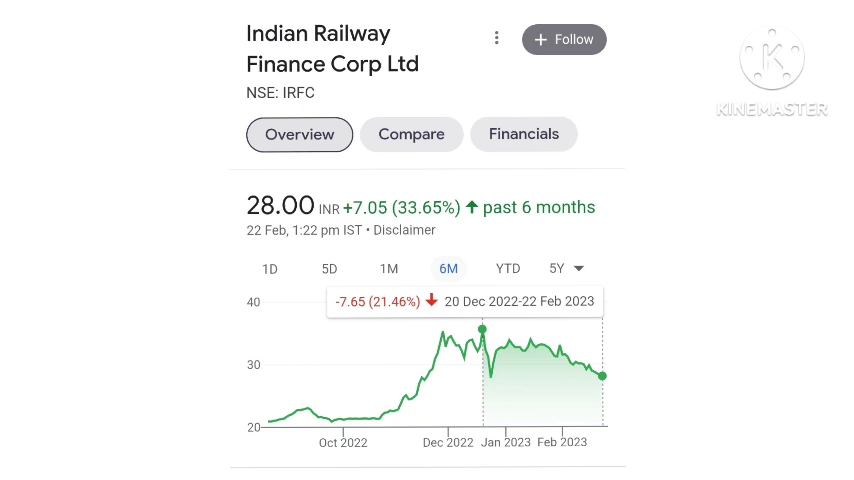 Indian Railway
Finance Corp Ltd
+ Follow
NSE: IRFC
Overview
Compare
Financials
28.00 INR +7.05 (33.65%) ↑ past 6 months
22 Feb, 1:22 pm IST • Disclaimer
1D 5D 1M 6M YTD 5Y
-7.65 (21.46%) ↓ 20 Dec 2022-22 Feb 2023
40
30
20
Oct 2022 Dec 2022 Jan 2023 Feb 2023
K
KINEMASTER